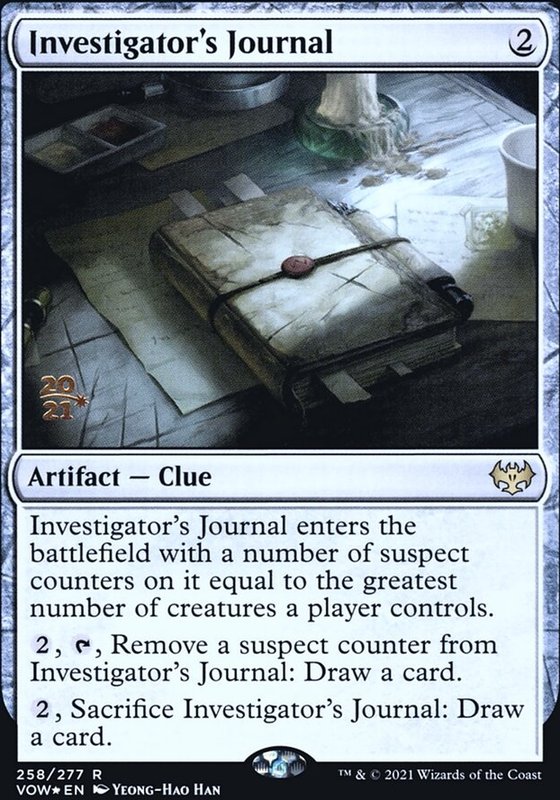 Investigator's Journal 2
20
21
Artifact — Clue
Investigator's Journal enters the
battlefield with a number of suspect
counters on it equal to the greatest
number of creatures a player controls.
2, , Remove a suspect counter from
Investigator's Journal: Draw a card.
2, Sacrifice Investigator's Journal: Draw
a card.
258/277 R
VOW★EN Yeong-Hao Han
™ & © 2021 Wizards of the Coast